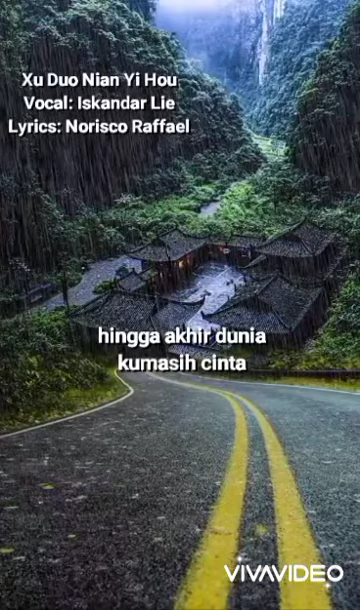 Xu Duo Nian Yi Hou
Vocal: Iskandar Lie
Lyrics: Norisco Raffael
hingga akhir dunia
kumasih cinta
VIVAVIDEO